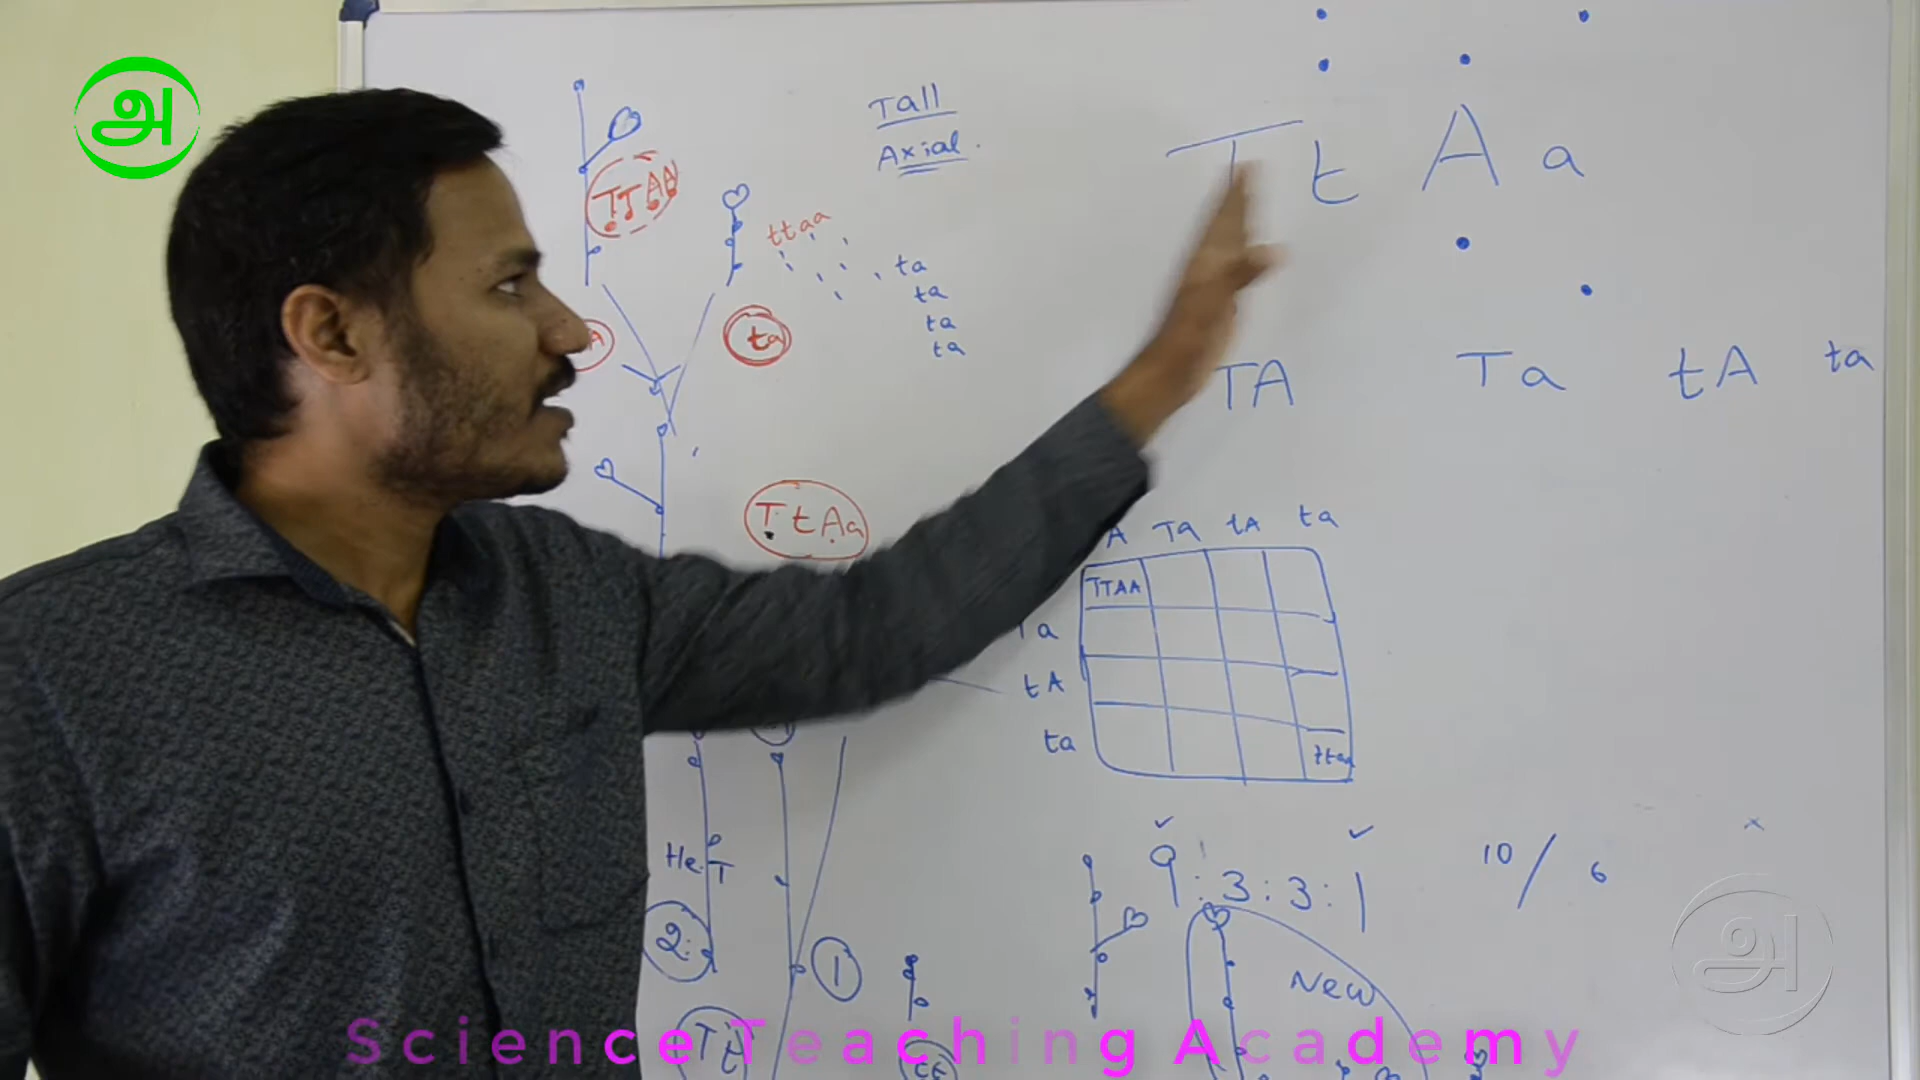 அ
Tall
Axial.
T t A a
TTAA
ttaa
ta
ta
ta
ta
A
ta
TA Ta tA ta
TtAa
A Ta tA ta
TTAA
Ta
tA
ta
ttaa
He. T
2:
1
Tt
9 : 3 : 3 : 1
10 / 6
New
அ
Science Teaching Academy